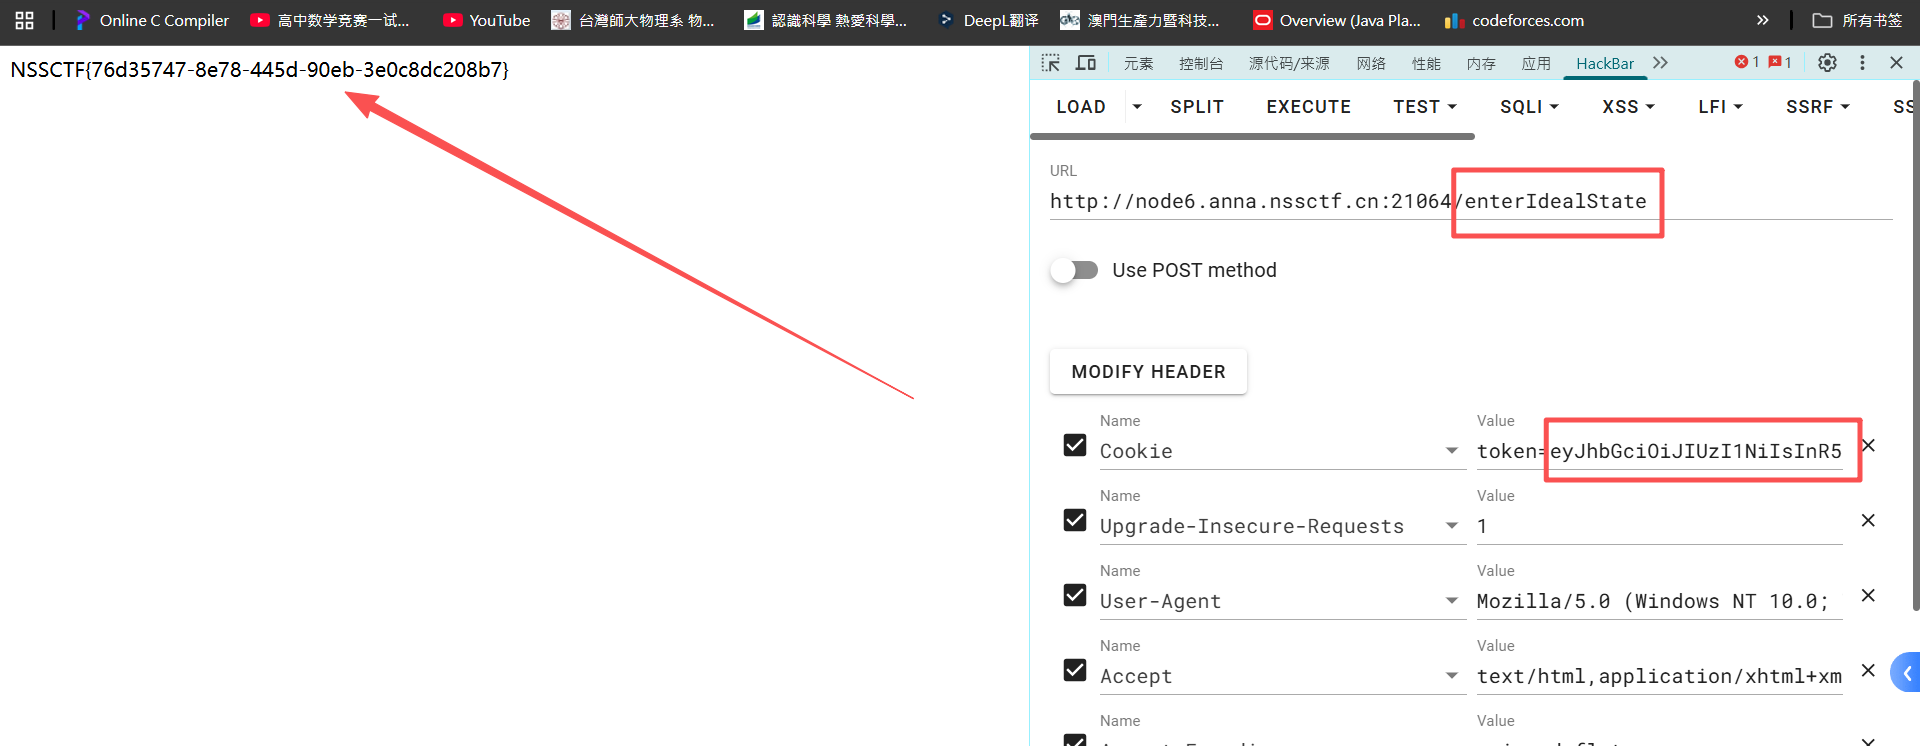 Online C Compiler 高中数学竞赛一试... YouTube 台灣師大物理系 物... 認識科學 熱愛科學... DeepL翻译 澳門生產力暨科技... Overview (Java Pla... codeforces.com 所有书签
NSSCTF{76d35747-8e78-445d-90eb-3e0c8dc208b7}
元素 控制台 源代码/来源 网络 性能 内存 应用 HackBar 1 1
LOAD SPLIT EXECUTE TEST SQLI XSS LFI SSRF SS
URL
http://node6.anna.nssctf.cn:21064/enterIdealState
Use POST method
MODIFY HEADER
Name Value
Cookie token=eyJhbGciOiJIUzI1NiIsInR5
Name Value
Upgrade-Insecure-Requests 1
Name Value
User-Agent Mozilla/5.0 (Windows NT 10.0;
Name Value
Accept text/html,application/xhtml+xm
Name Value